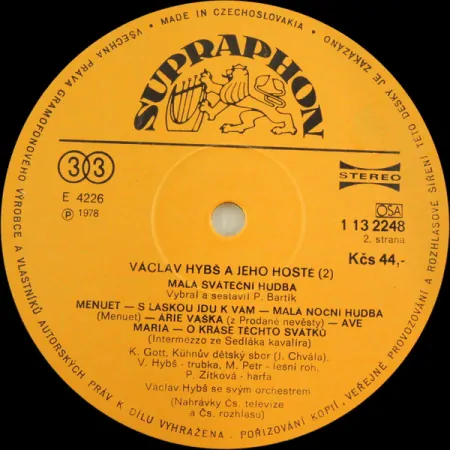 • MADE IN CZECHOSLOVAKIA •
VŠECHNA PRÁVA GRAMOFONOVÉHO VÝROBCE A VLASTNÍKŮ AUTORSKÝCH PRÁV K DÍLU VYHRAŽENA. POŘIZOVÁNÍ KOPIÍ, VEŘEJNÉ PROVOZOVÁNÍ A ROZHLASOVÉ ŠÍŘENÍ TÉTO DESKY JE ZAKÁZÁNO
SUPRAPHON
33
STEREO
E 4226
OSA
Ⓟ 1978
1 13 2248
2. strana
Kčs 44,-
VÁCLAV HYBŠ A JEHO HOSTÉ (2)
MALÁ SVÁTEČNÍ HUDBA
Vybral a sestavil P. Bartík
MENUET — S LÁSKOU JDU K VÁM — MALÁ NOČNÍ HUDBA
(Menuet) — ÁRIE VAŠKA (z Prodané nevěsty) — AVE
MARIA — O KRÁSE TĚCHTO SVÁTKŮ
(Intermezzo ze Sedláka kavalíra)
K. Gott, Kühnův dětský sbor (J. Chvála).
V. Hybš - trubka, M. Petr - lesní roh.
P. Zítková - harfa
Václav Hybš se svým orchestrem
(Nahrávky Čs. televize
a Čs. rozhlasu)